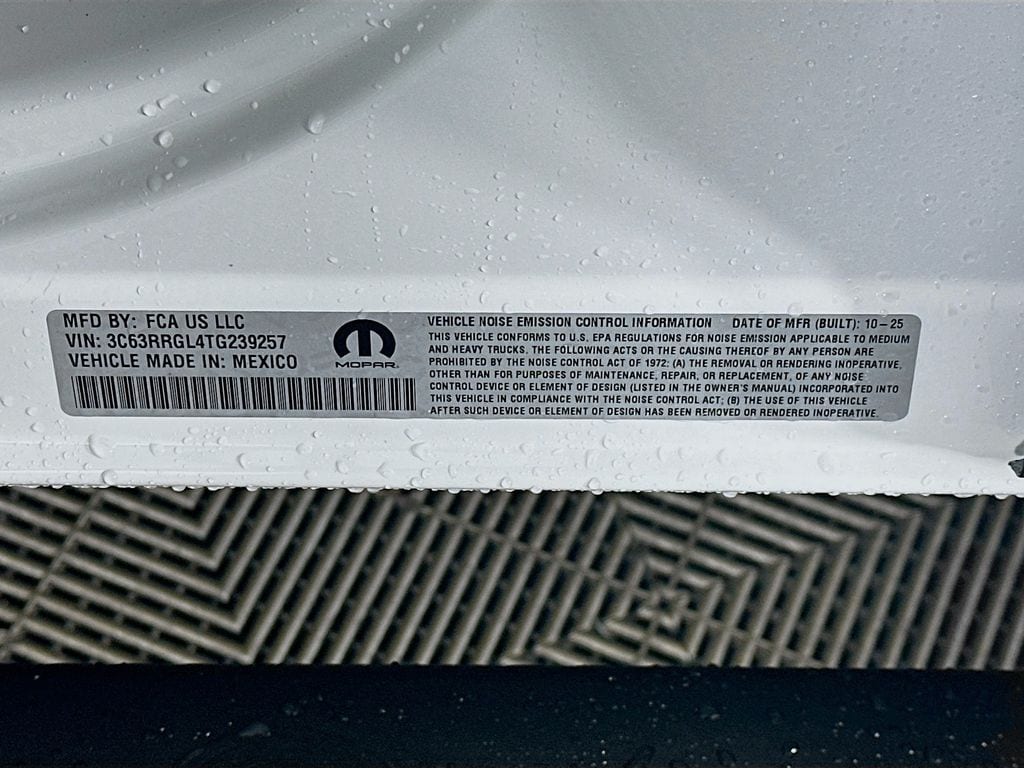 MFD BY: FCA US LLC
VIN: 3C63RRGL4TG239257
VEHICLE MADE IN: MEXICO
MOPAR
VEHICLE NOISE EMISSION CONTROL INFORMATION DATE OF MFR (BUILT): 10-25
THIS VEHICLE CONFORMS TO U.S. EPA REGULATIONS FOR NOISE EMISSION APPLICABLE TO MEDIUM
AND HEAVY TRUCKS. THE FOLLOWING ACTS OR THE CAUSING THEREOF BY ANY PERSON ARE
PROHIBITED BY THE NOISE CONTROL ACT OF 1972: (A) THE REMOVAL OR RENDERING INOPERATIVE,
OTHER THAN FOR PURPOSES OF MAINTENANCE, REPAIR, OR REPLACEMENT, OF ANY NOISE
CONTROL DEVICE OR ELEMENT OF DESIGN (LISTED IN THE OWNER'S MANUAL) INCORPORATED INTO
THIS VEHICLE IN COMPLIANCE WITH THE NOISE CONTROL ACT; (B) THE USE OF THIS VEHICLE
AFTER SUCH DEVICE OR ELEMENT OF DESIGN HAS BEEN REMOVED OR RENDERED INOPERATIVE.